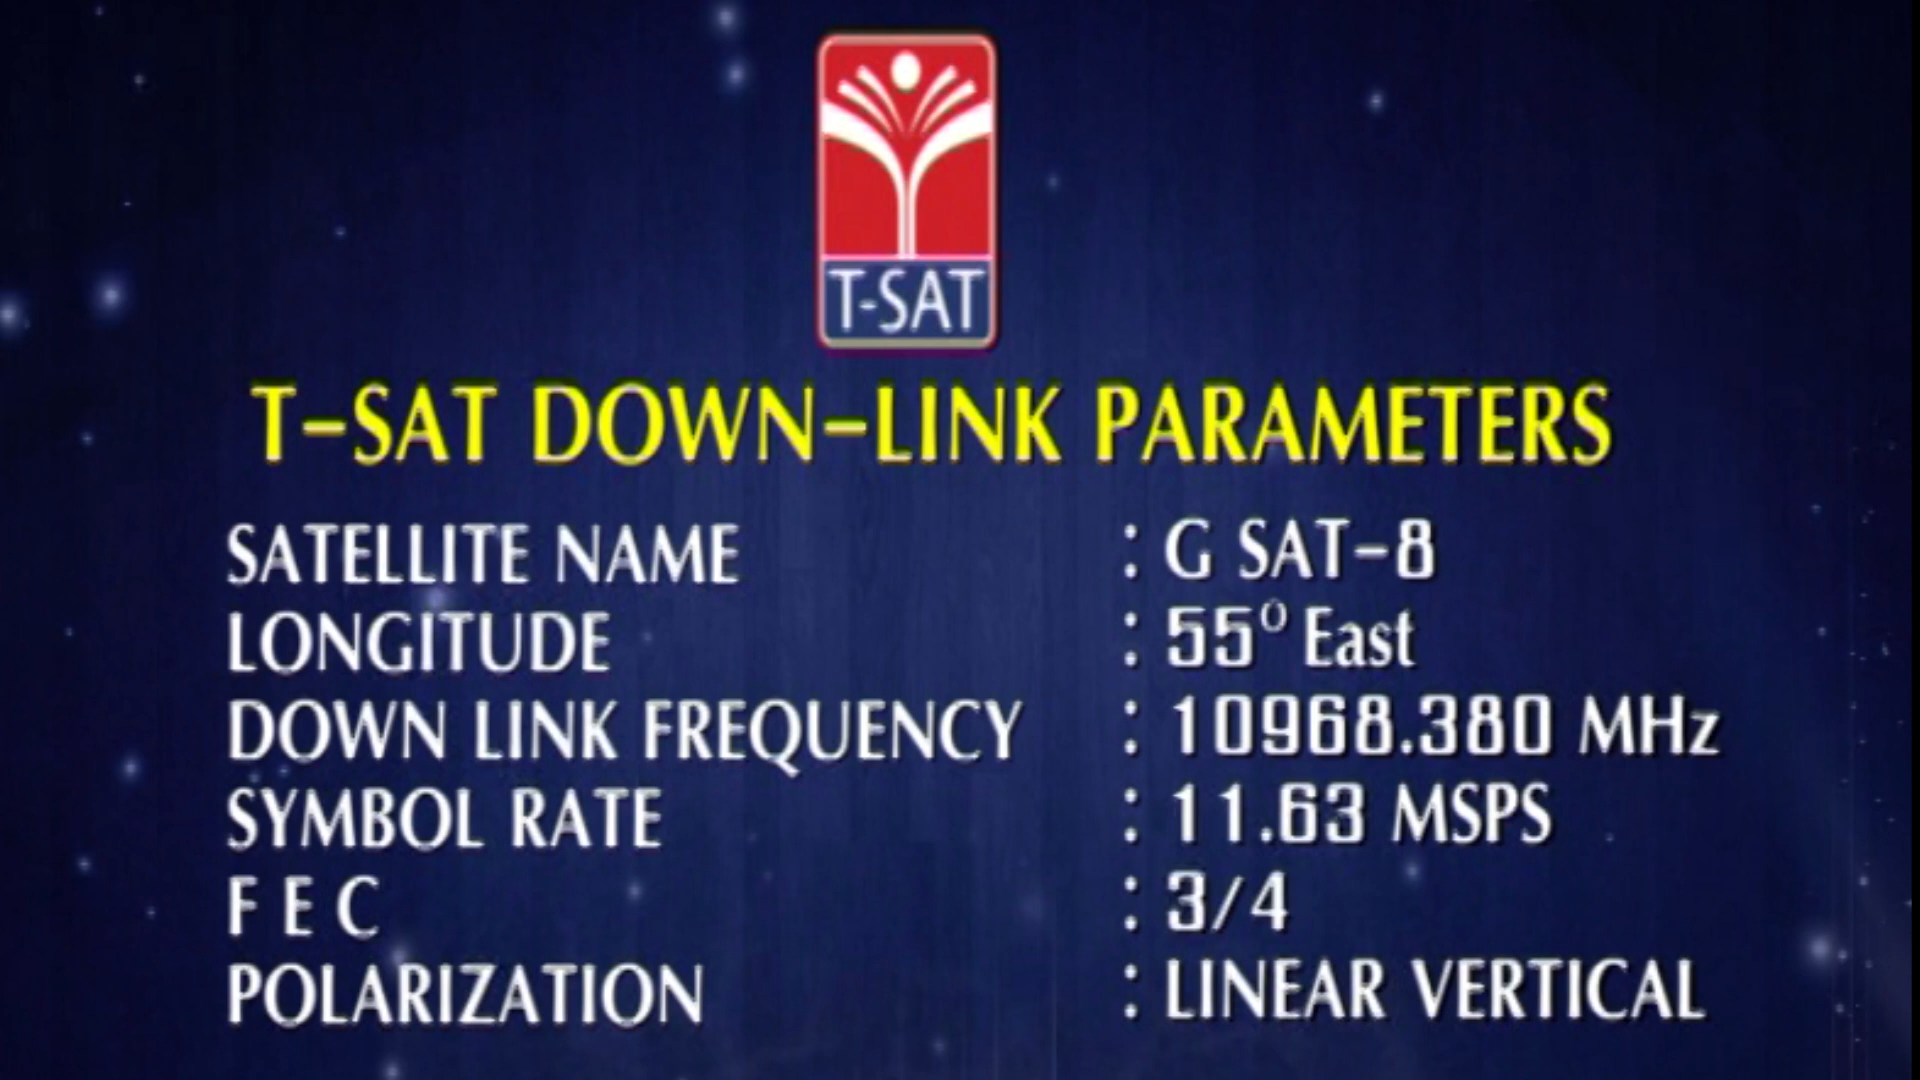 T-SAT
T-SAT DOWN-LINK PARAMETERS
SATELLITE NAME : G SAT-8
LONGITUDE : 55° East
DOWN LINK FREQUENCY : 10968.380 MHz
SYMBOL RATE : 11.63 MSPS
F E C : 3/4
POLARIZATION : LINEAR VERTICAL